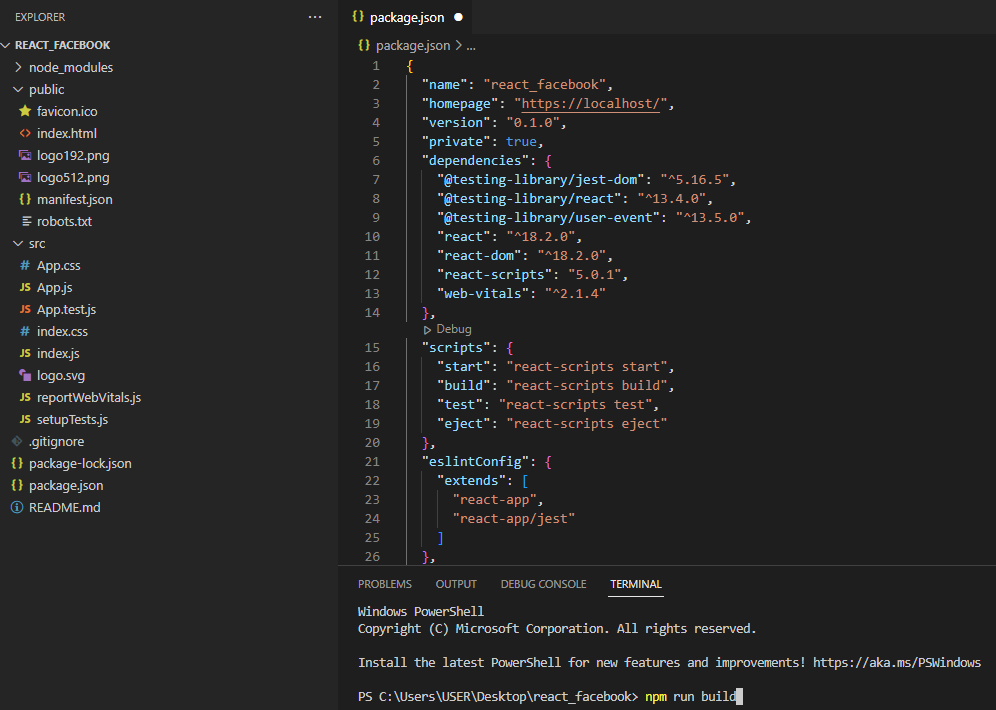 EXPLORER
REACT_FACEBOOK
node_modules
public
favicon.ico
index.html
logo192.png
logo512.png
manifest.json
robots.txt
src
App.css
App.js
App.test.js
index.css
index.js
logo.svg
reportWebVitals.js
setupTests.js
.gitignore
package-lock.json
package.json
README.md
package.json
package.json > ...
1 {
2 "name": "react_facebook",
3 "homepage": "https://localhost/",
4 "version": "0.1.0",
5 "private": true,
6 "dependencies": {
7 "@testing-library/jest-dom": "^5.16.5",
8 "@testing-library/react": "^13.4.0",
9 "@testing-library/user-event": "^13.5.0",
10 "react": "^18.2.0",
11 "react-dom": "^18.2.0",
12 "react-scripts": "5.0.1",
13 "web-vitals": "^2.1.4"
14 },
Debug
15 "scripts": {
16 "start": "react-scripts start",
17 "build": "react-scripts build",
18 "test": "react-scripts test",
19 "eject": "react-scripts eject"
20 },
21 "eslintConfig": {
22 "extends": [
23 "react-app",
24 "react-app/jest"
25 ]
26 },
PROBLEMS OUTPUT DEBUG CONSOLE TERMINAL
Windows PowerShell
Copyright (C) Microsoft Corporation. All rights reserved.
Install the latest PowerShell for new features and improvements! https://aka.ms/PSWindows
PS C:\Users\USER\Desktop\react_facebook> npm run build